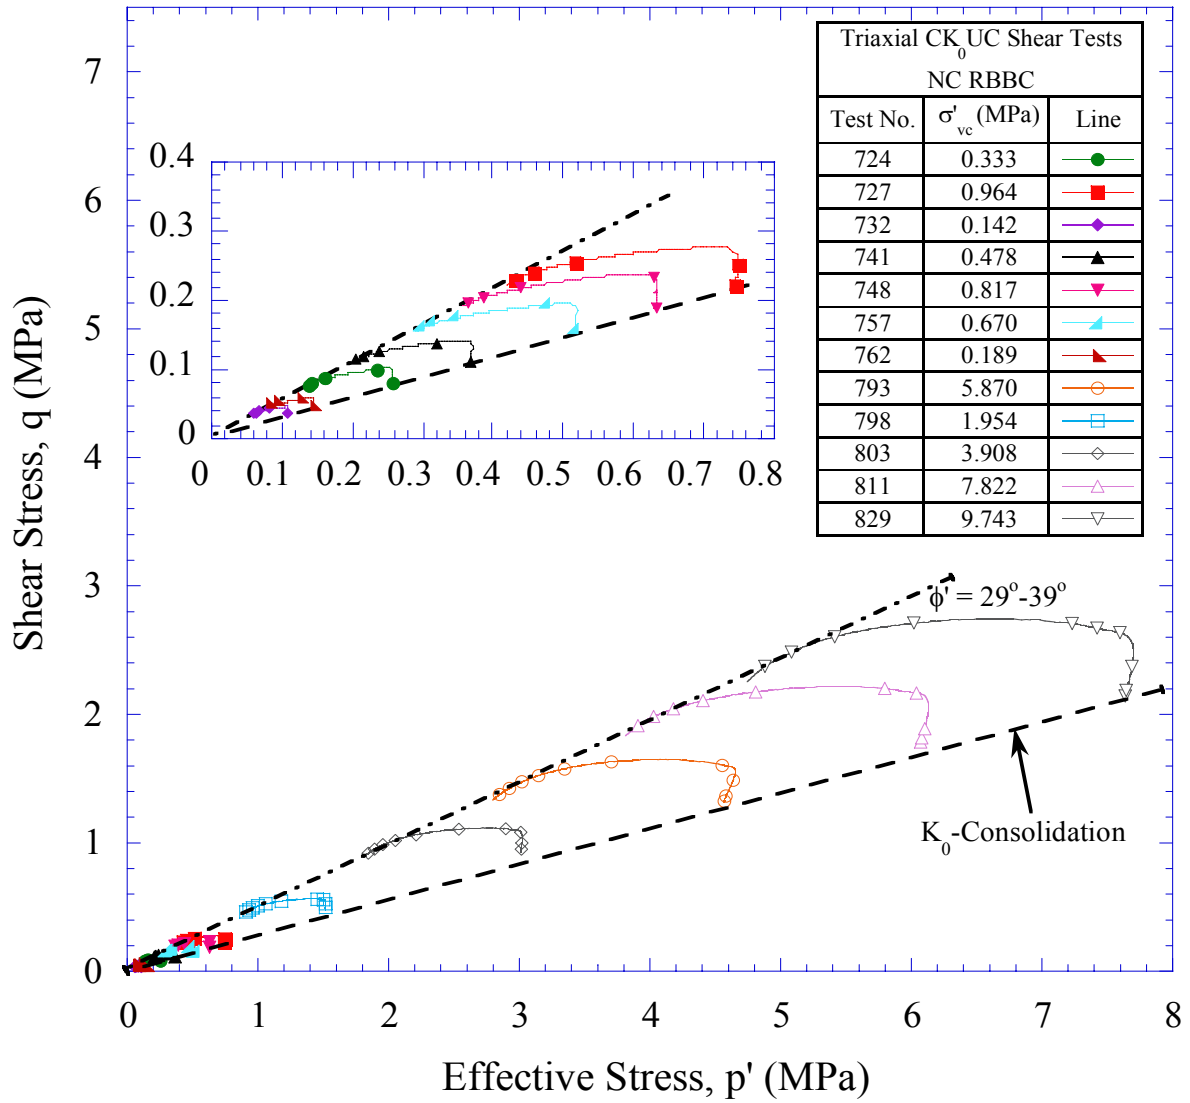 Triaxial CK0UC Shear Tests
NC RBBC
Test No. σ'vc (MPa) Line
724 0.333
727 0.964
732 0.142
741 0.478
748 0.817
757 0.670
762 0.189
793 5.870
798 1.954
803 3.908
811 7.822
829 9.743
7
6
5
4
3
2
1
0
Shear Stress, q (MPa)
0.4
0.3
0.2
0.1
0
0 0.1 0.2 0.3 0.4 0.5 0.6 0.7 0.8
ϕ' = 29°-39°
K0-Consolidation
0 1 2 3 4 5 6 7 8
Effective Stress, p' (MPa)